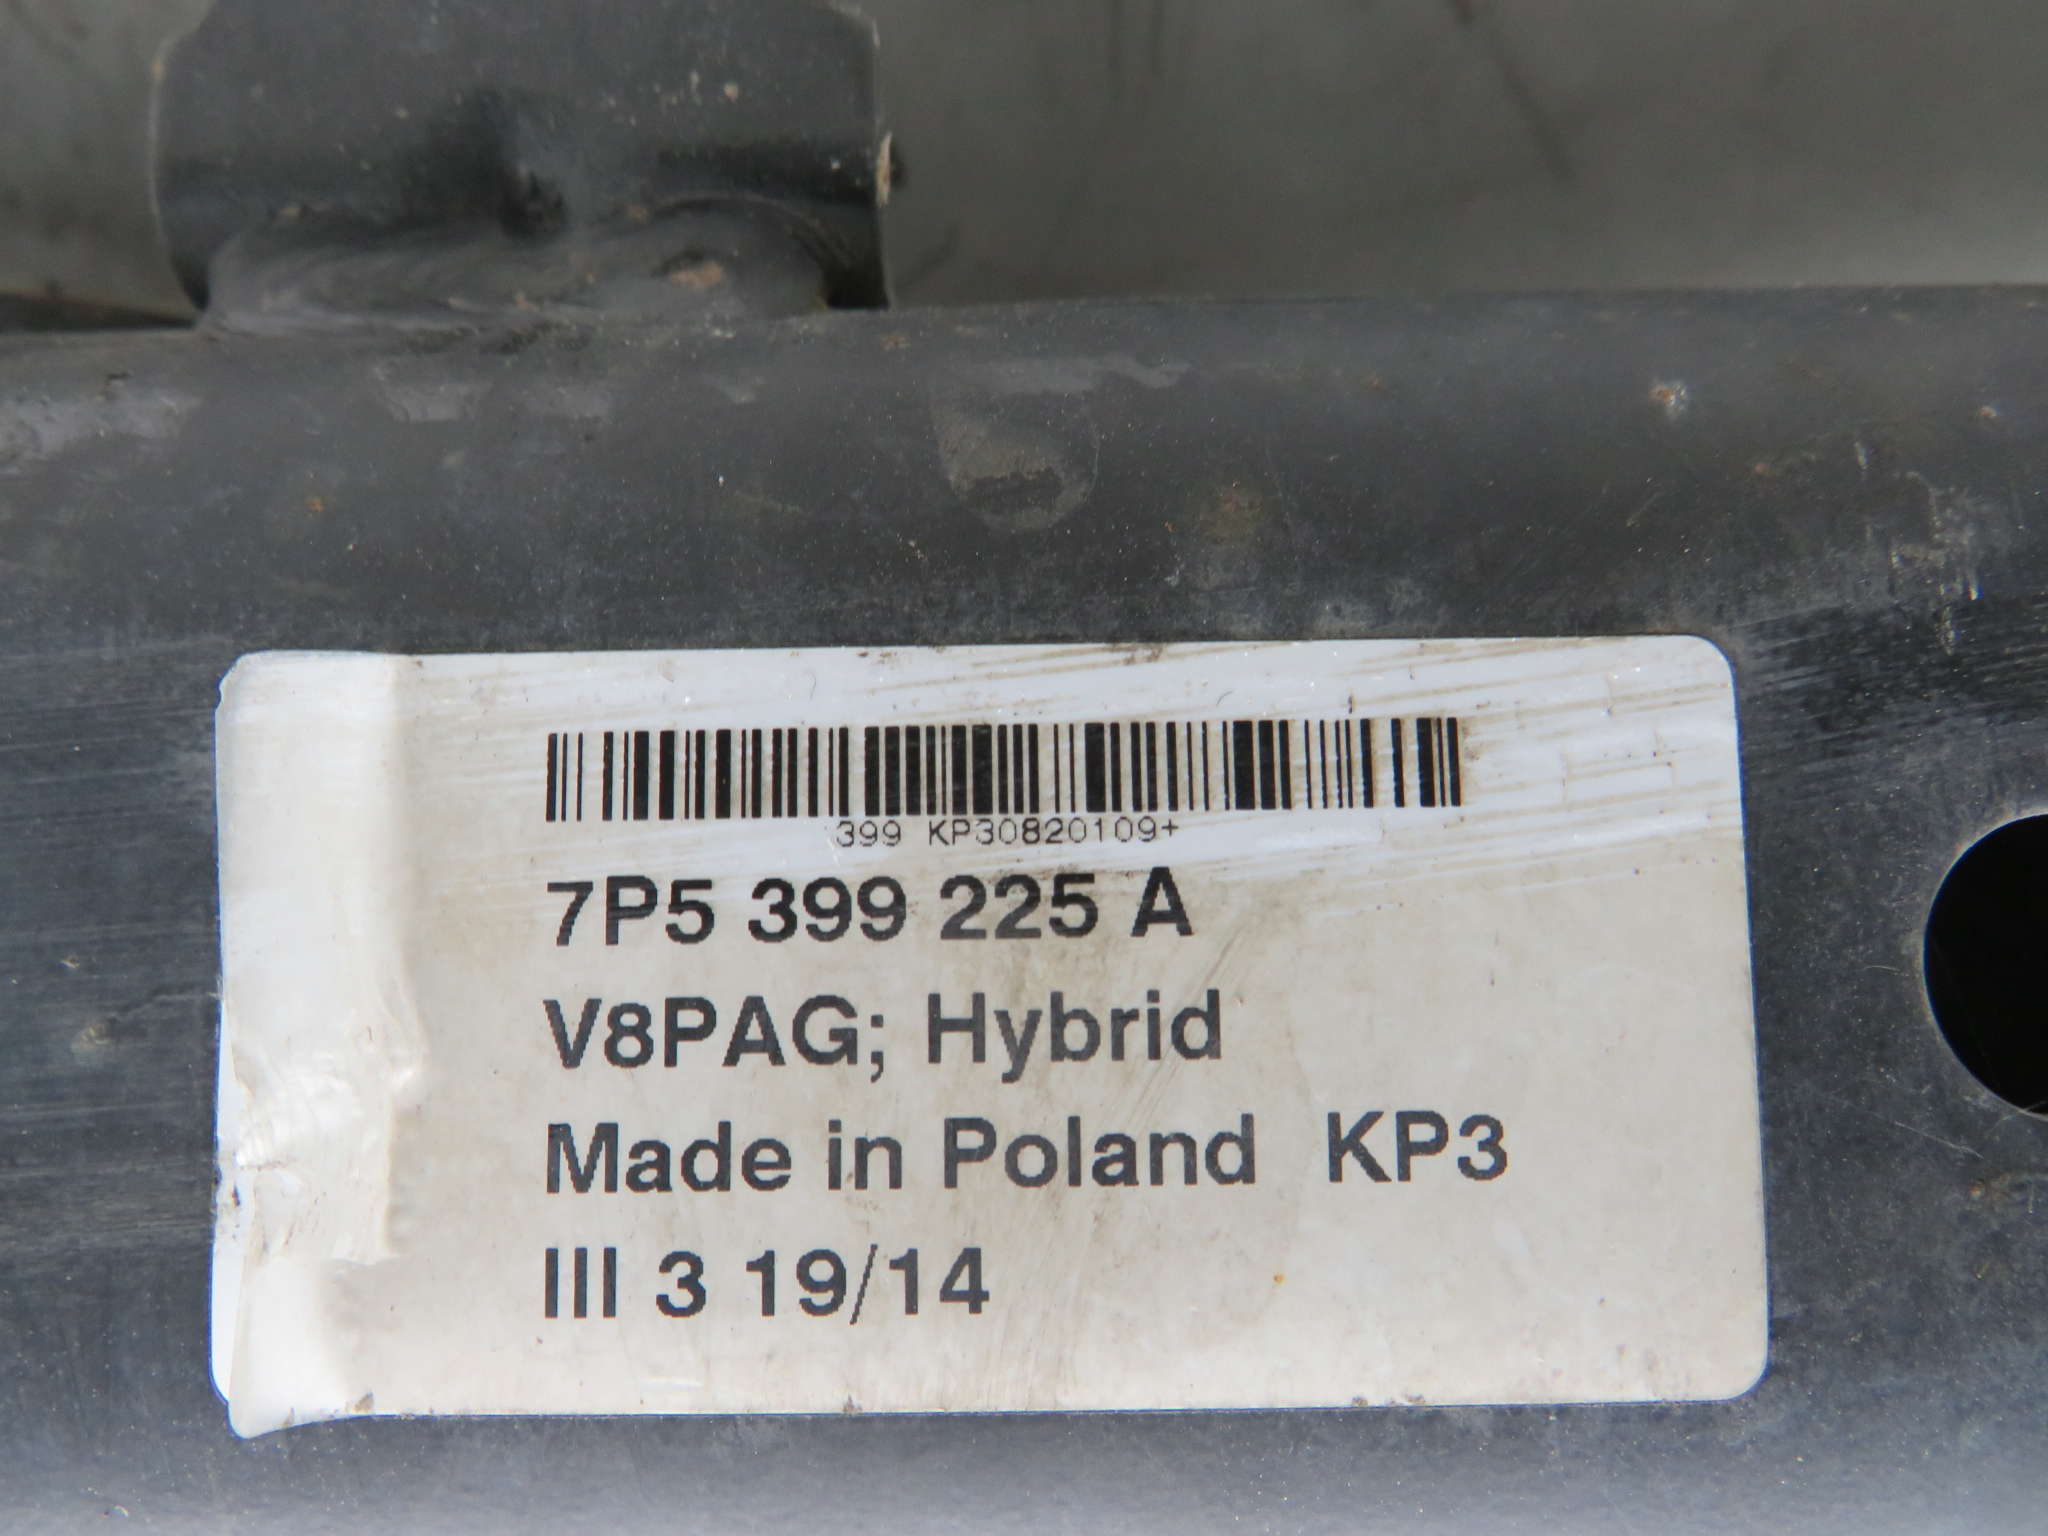 399 KP30820109+
7P5 399 225 A
V8PAG; Hybrid
Made in Poland KP3
III 3 19/14